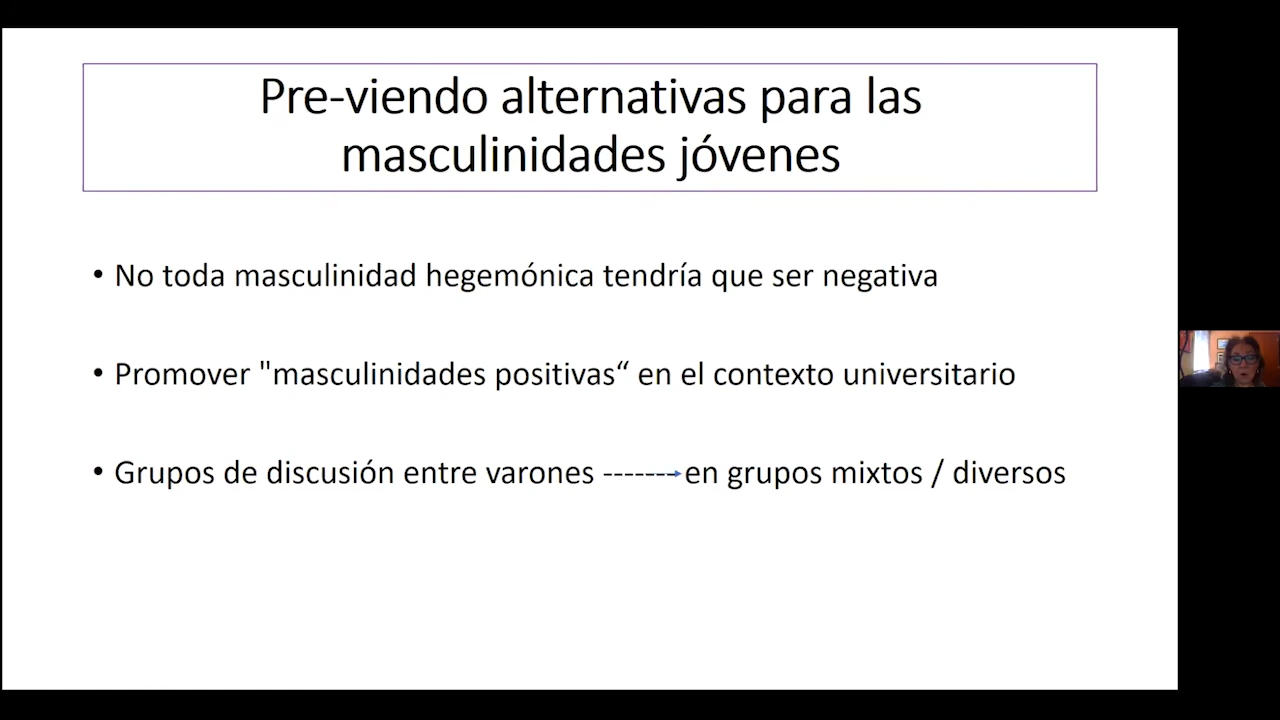 Pre-viendo alternativas para las
masculinidades jóvenes
• No toda masculinidad hegemónica tendría que ser negativa
• Promover "masculinidades positivas“ en el contexto universitario
• Grupos de discusión entre varones ------- en grupos mixtos / diversos